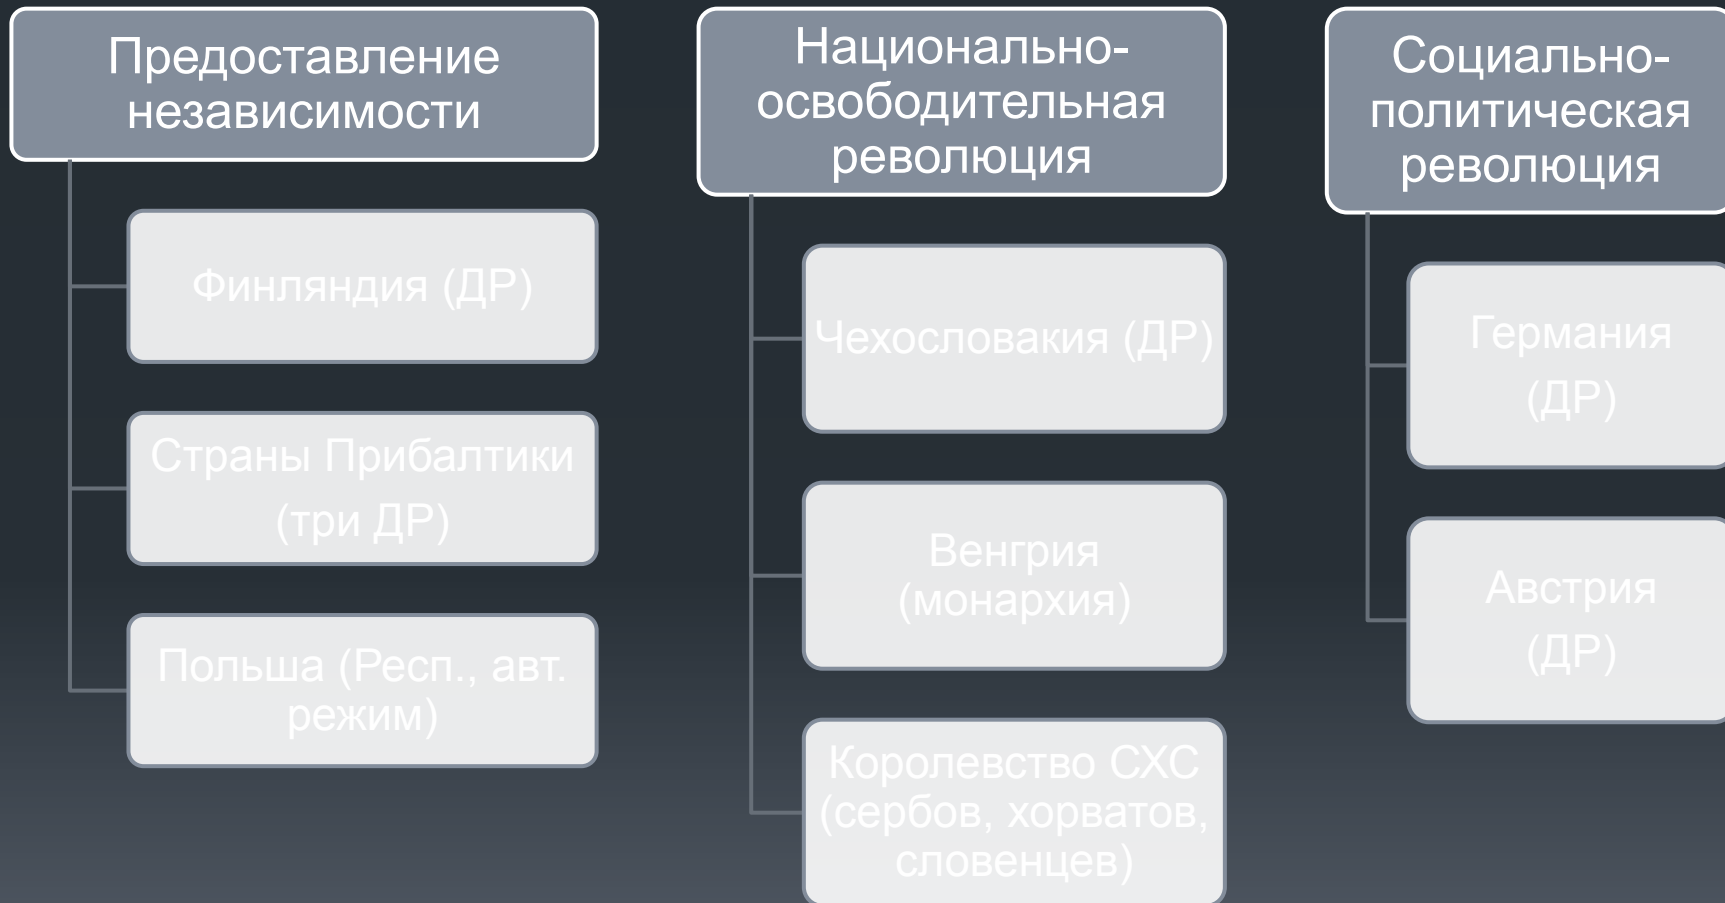 Предоставление
независимости
Финляндия (ДР)
Страны Прибалтики
(три ДР)
Польша (Респ., авт.
режим)
Национально-
освободительная
революция
Чехословакия (ДР)
Венгрия
(монархия)
Королевство СХС
(сербов, хорватов,
словенцев)
Социально-
политическая
революция
Германия
(ДР)
Австрия
(ДР)